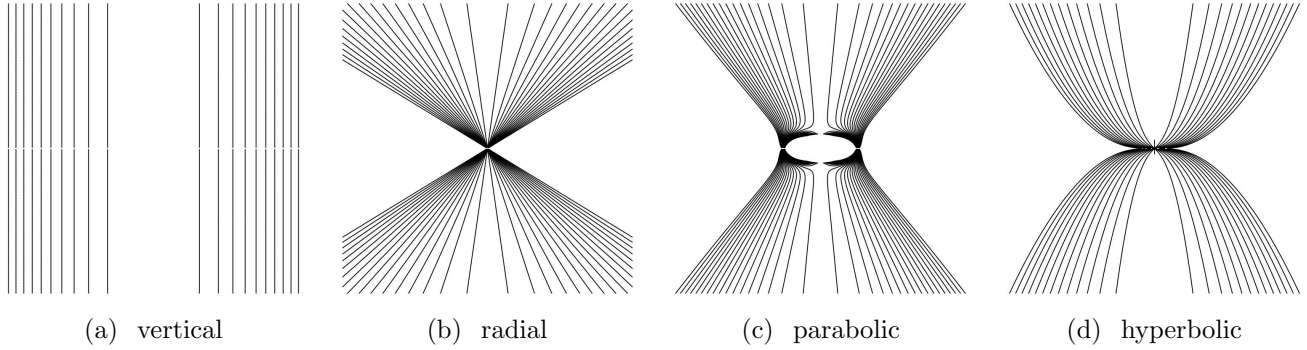 (a) vertical
(b) radial
(c) parabolic
(d) hyperbolic